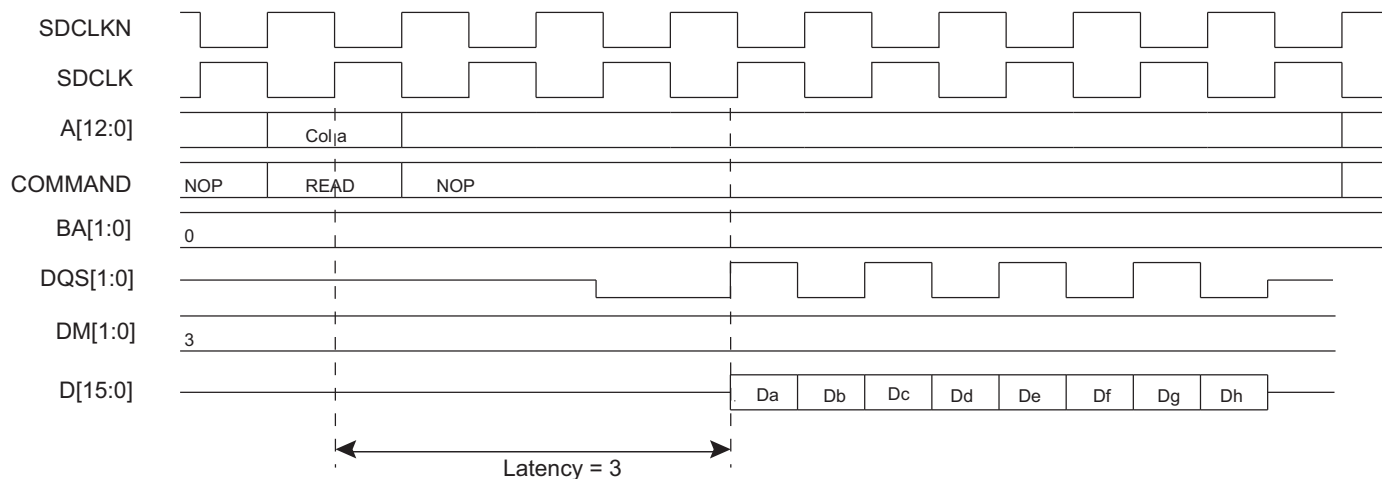 SDCLKN
SDCLK
A[12:0] Col a
COMMAND NOP READ NOP
BA[1:0] 0
DQS[1:0]
DM[1:0] 3
D[15:0] Da Db Dc Dd De Df Dg Dh
Latency = 3